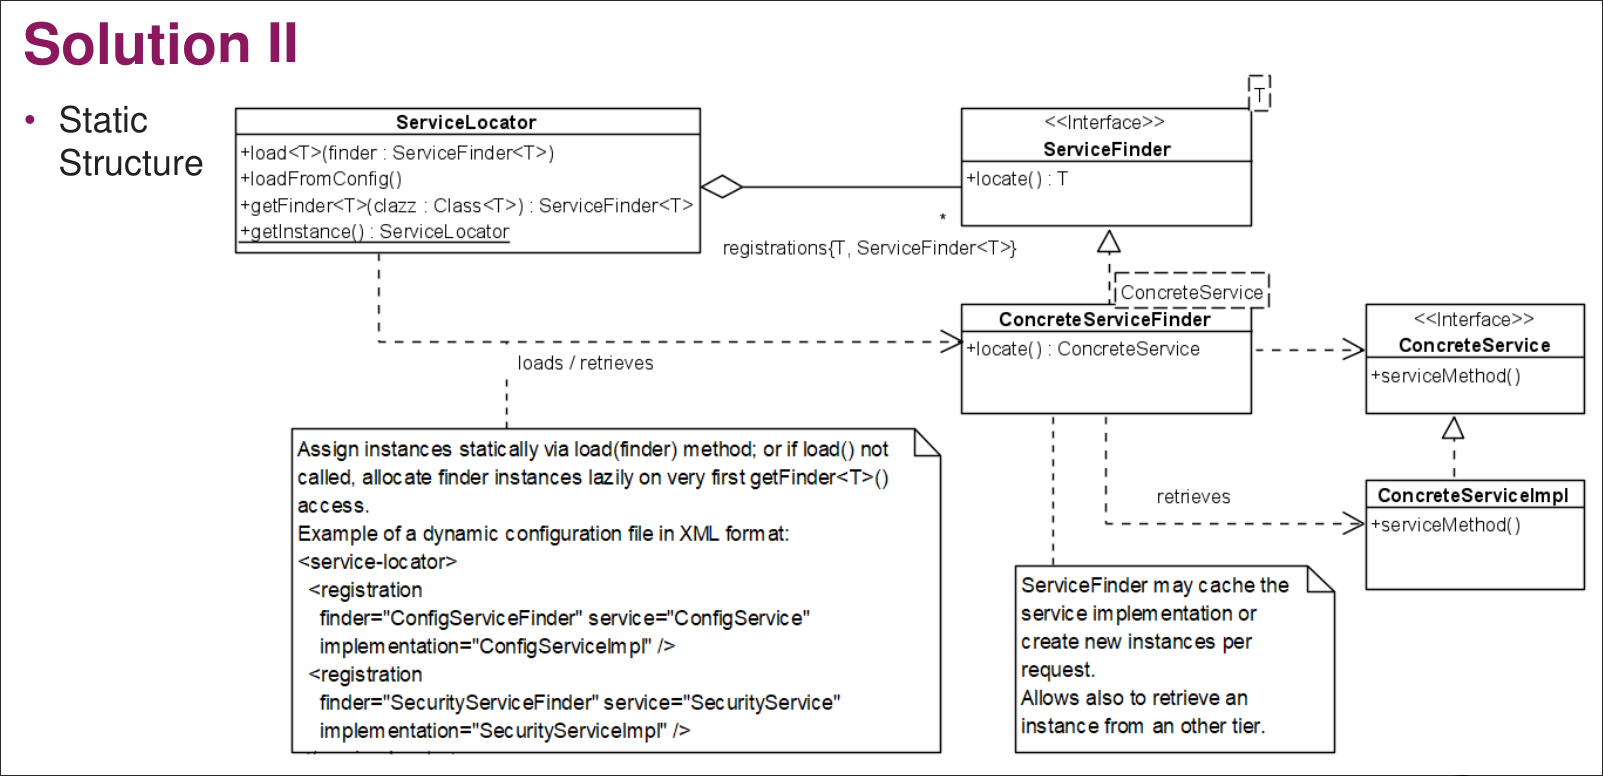 Solution II
• Static
Structure
ServiceLocator
+load<T>(finder : ServiceFinder<T>)
+loadFromConfig()
+getFinder<T>(clazz : Class<T>) : ServiceFinder<T>
+getInstance() : ServiceLocator
T
<<Interface>>
ServiceFinder
+locate() : T
*
registrations{T, ServiceFinder<T>}
ConcreteService
ConcreteServiceFinder
+locate() : ConcreteService
<<Interface>>
ConcreteService
+serviceMethod()
loads / retrieves
retrieves
ConcreteServiceImpl
+serviceMethod()
Assign instances statically via load(finder) method; or if load() not
called, allocate finder instances lazily on very first getFinder<T>()
access.
Example of a dynamic configuration file in XML format:
<service-locator>
<registration
finder="ConfigServiceFinder" service="ConfigService"
implementation="ConfigServiceImpl" />
<registration
finder="SecurityServiceFinder" service="SecurityService"
implementation="SecurityServiceImpl" />
ServiceFinder may cache the
service implementation or
create new instances per
request.
Allows also to retrieve an
instance from an other tier.